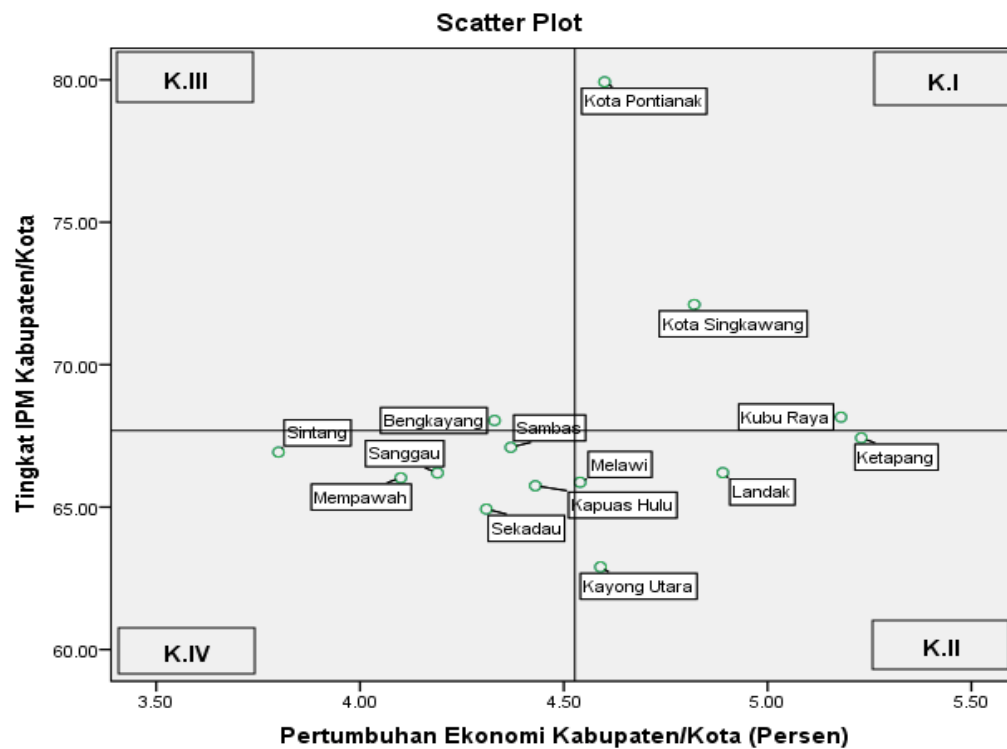 Scatter Plot
K.III
K.I
80.00
Kota Pontianak
75.00
Kota Singkawang
70.00
Bengkayang
Kubu Raya
Sintang
Sambas
Sanggau
Ketapang
Melawi
Mempawah
Landak
65.00
Kapuas Hulu
Sekadau
Kayong Utara
60.00
K.IV
K.II
3.50 4.00 4.50 5.00 5.50
Tingkat IPM Kabupaten/Kota
Pertumbuhan Ekonomi Kabupaten/Kota (Persen)